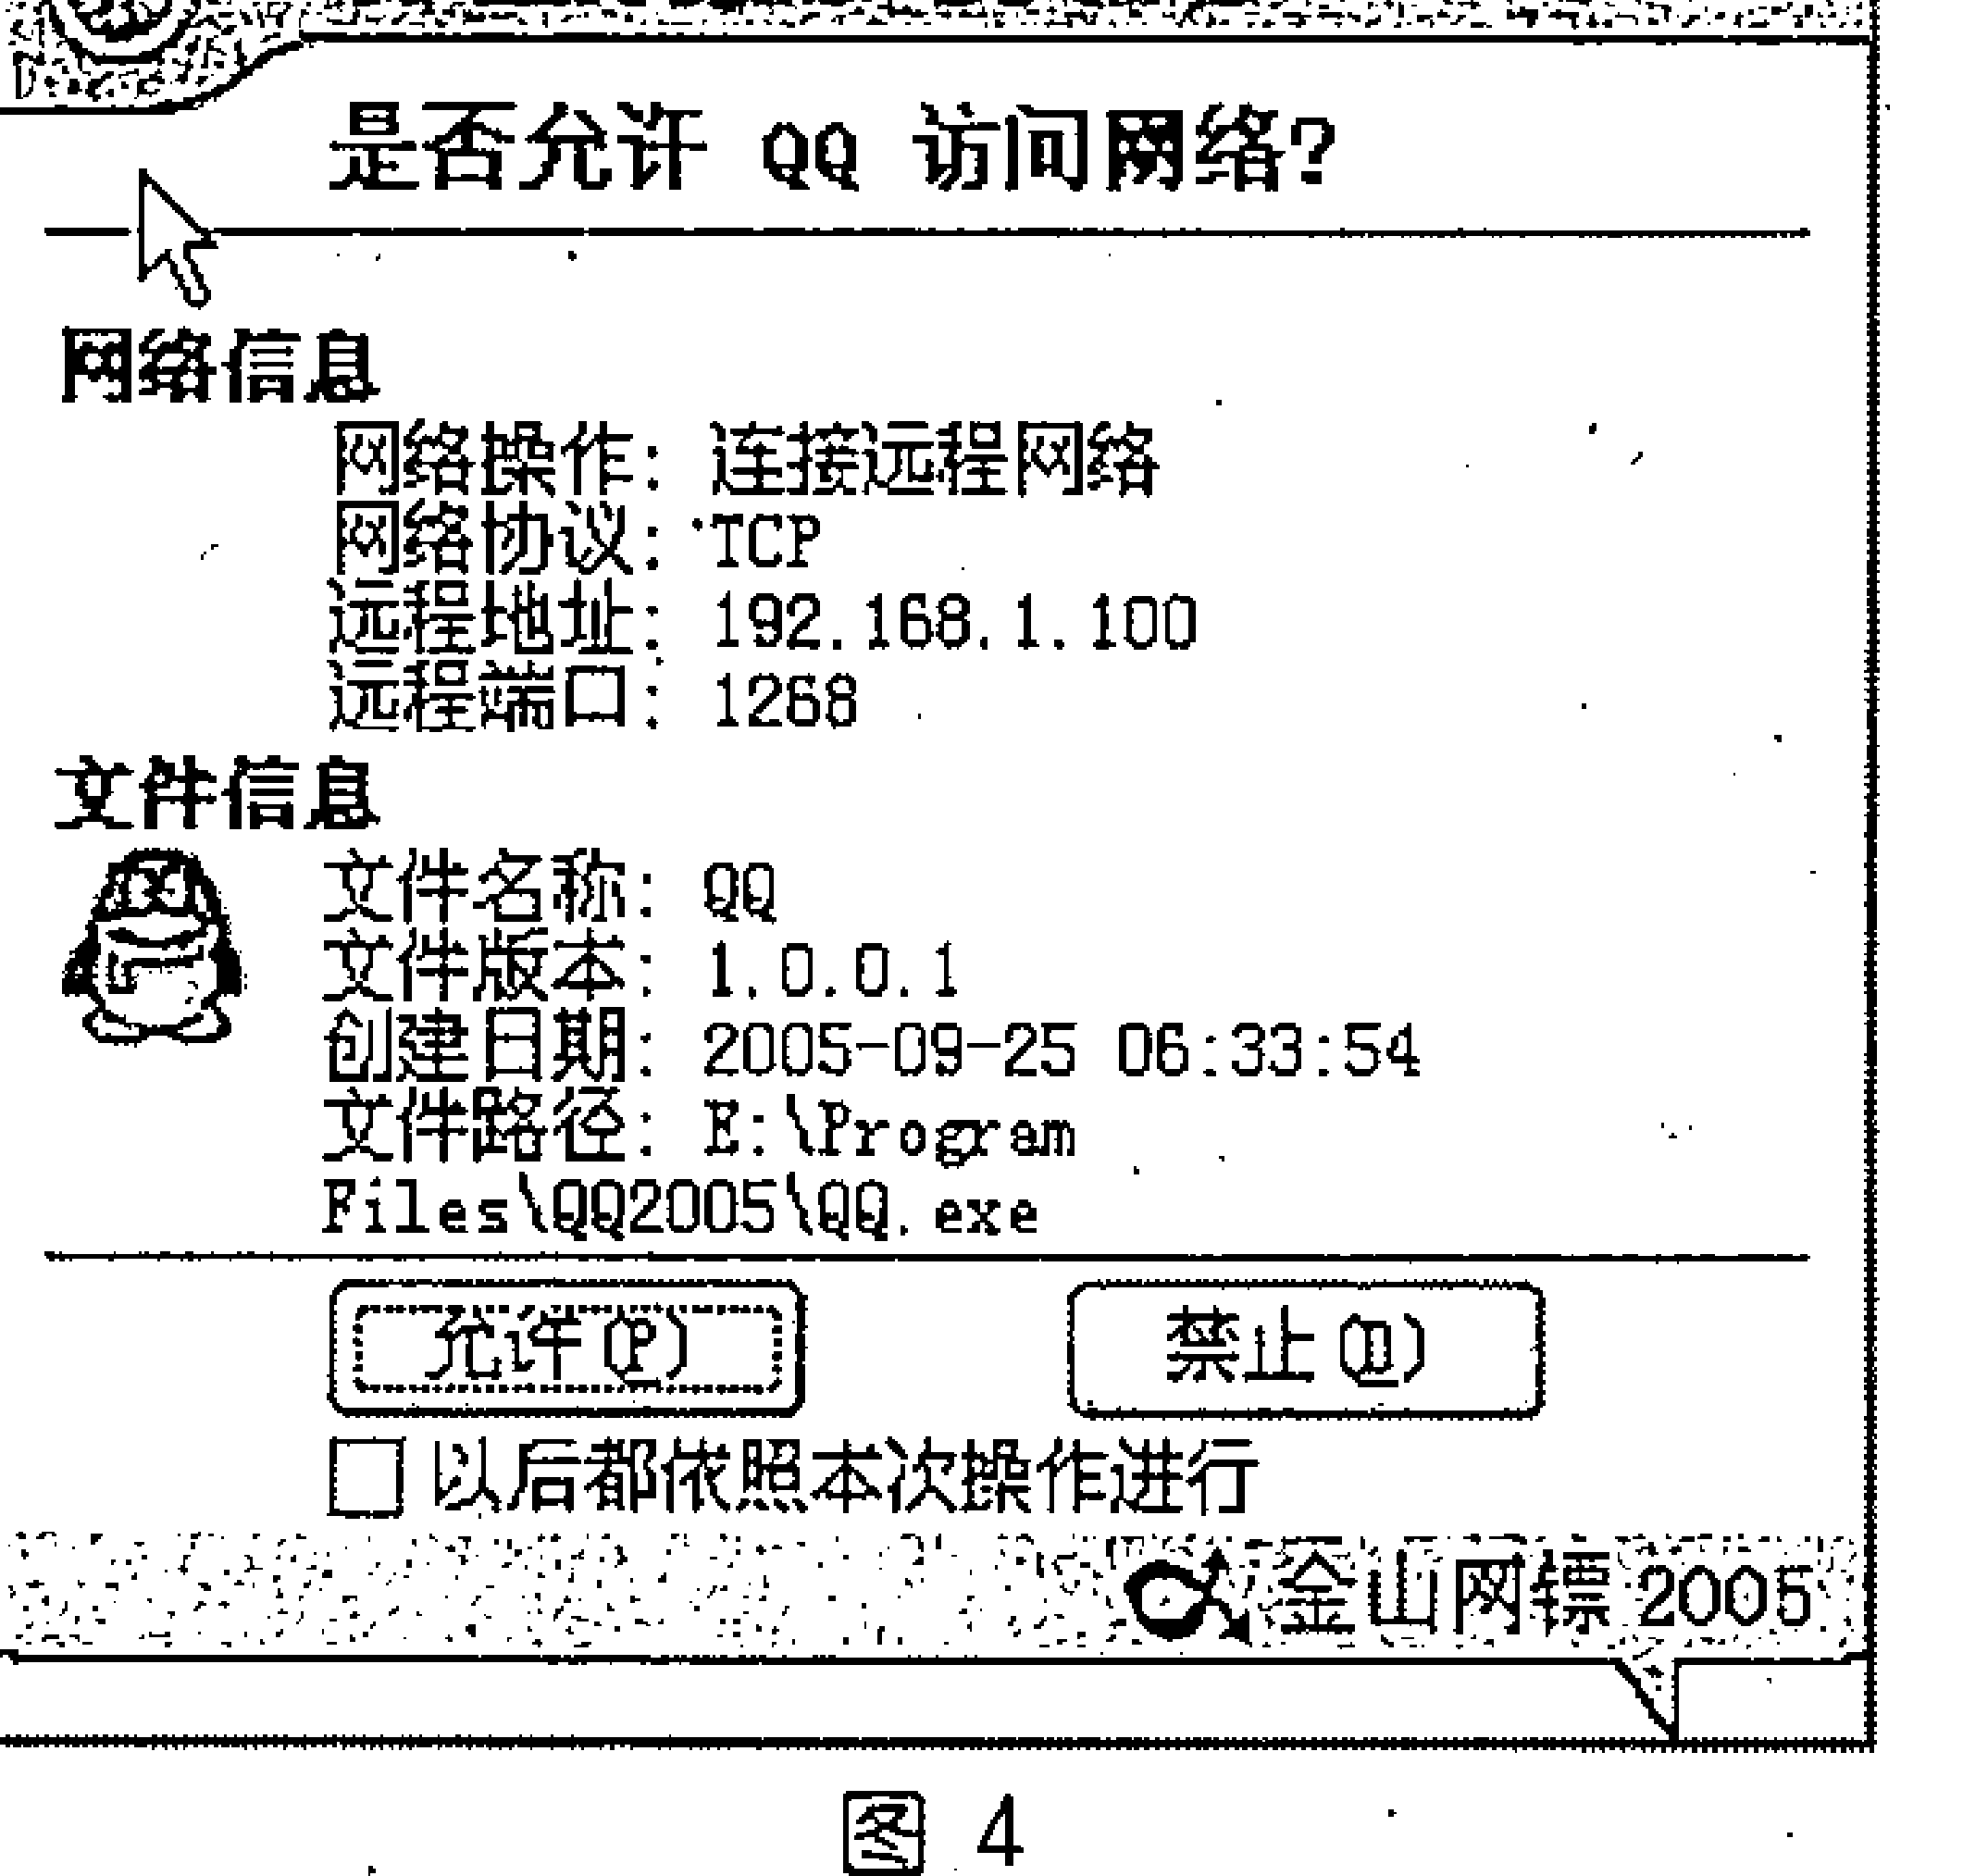 是否允许 QQ 访问网络?
网络信息
网络操作: 连接远程网络
网络协议: TCP
远程地址: 192.168.1.100
远程端口: 1268
文件信息
文件名称: QQ
文件版本: 1.0.0.1
创建日期: 2005-09-25 06:33:54
文件路径: E:\Program
Files\QQ2005\QQ.exe
允许(P) 禁止(D)
以后都依照本次操作进行
金山网镖 2005
图 4